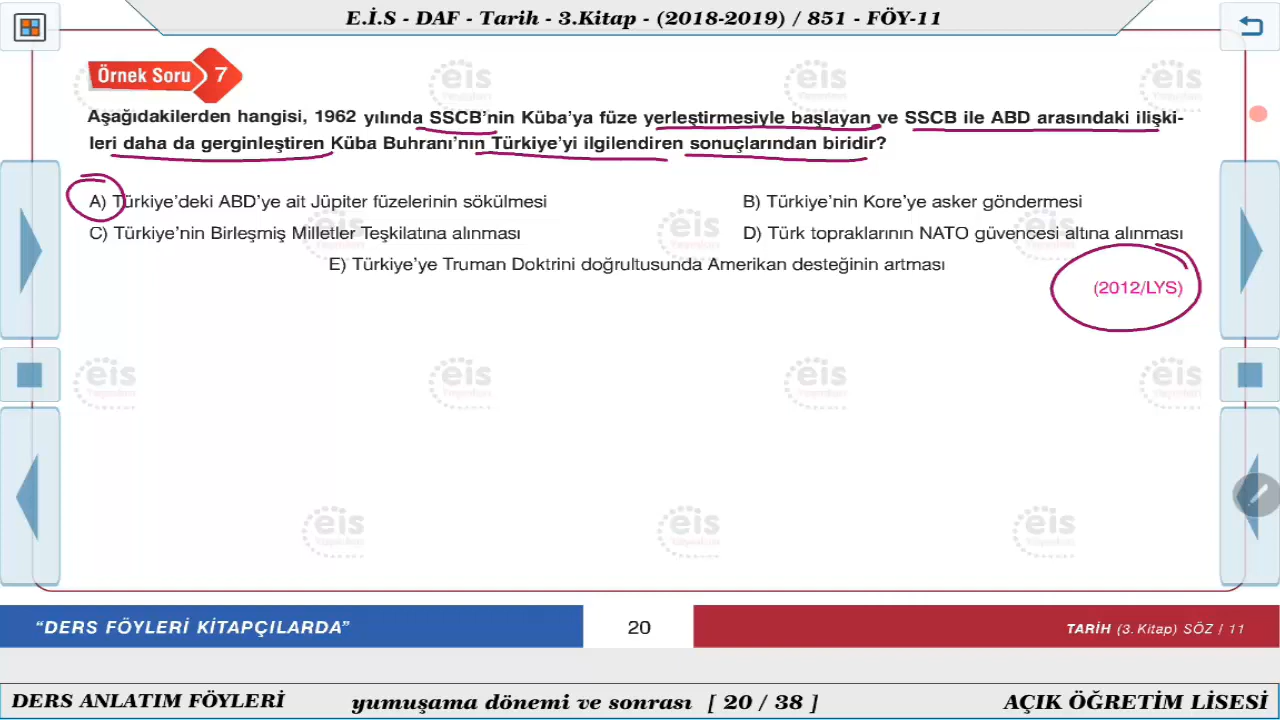 E.İ.S - DAF - Tarih - 3.Kitap - (2018-2019) / 851 - FÖY-11
Örnek Soru 7
Aşağıdakilerden hangisi, 1962 yılında SSCB'nin Küba'ya füze yerleştirmesiyle başlayan ve SSCB ile ABD arasındaki ilişki-
leri daha da gerginleştiren Küba Buhranı'nın Türkiye'yi ilgilendiren sonuçlarından biridir?
A) Türkiye'deki ABD'ye ait Jüpiter füzelerinin sökülmesi
B) Türkiye'nin Kore'ye asker göndermesi
C) Türkiye'nin Birleşmiş Milletler Teşkilatına alınması
D) Türk topraklarının NATO güvencesi altına alınması
E) Türkiye'ye Truman Doktrini doğrultusunda Amerikan desteğinin artması
(2012/LYS)
eis Yayınları
"DERS FÖYLERİ KİTAPÇILARDA"
20
TARİH (3. Kitap) SÖZ / 11
DERS ANLATIM FÖYLERİ
yumuşama dönemi ve sonrası [ 20 / 38 ]
AÇIK ÖĞRETİM LİSESİ